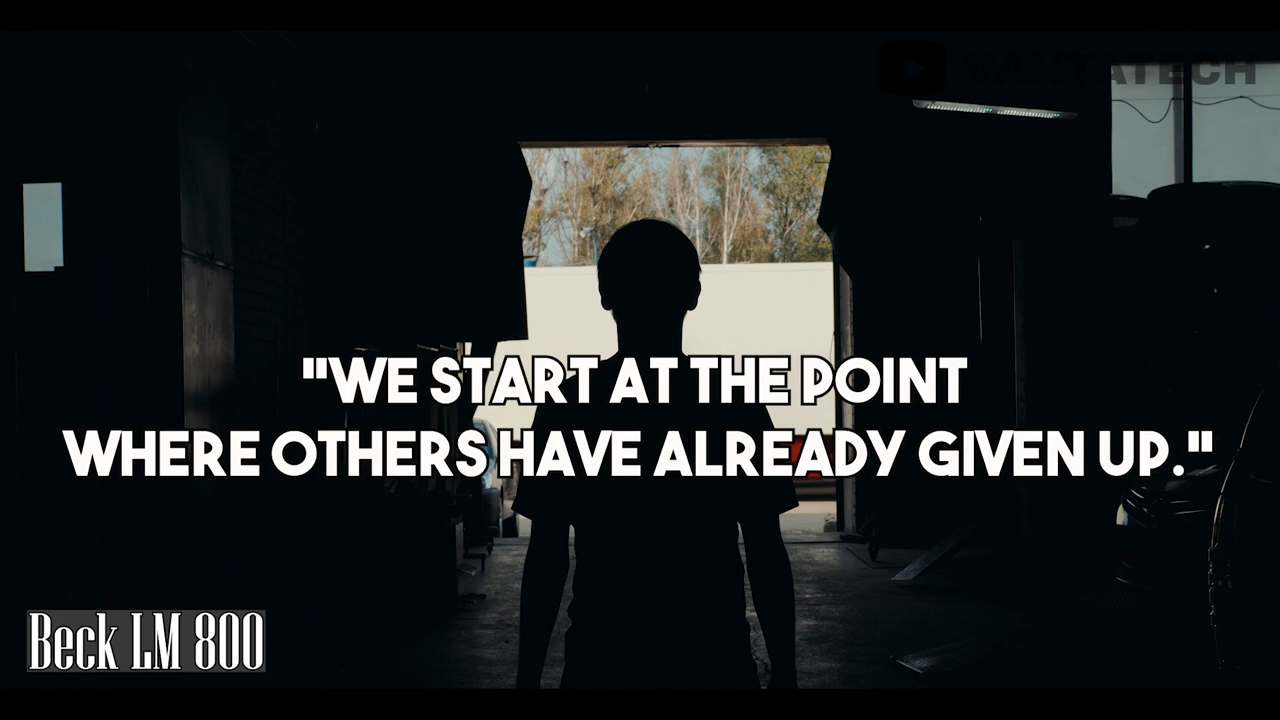 VANTATECH
"WE START AT THE POINT
WHERE OTHERS HAVE ALREADY GIVEN UP."
Beck LM 800